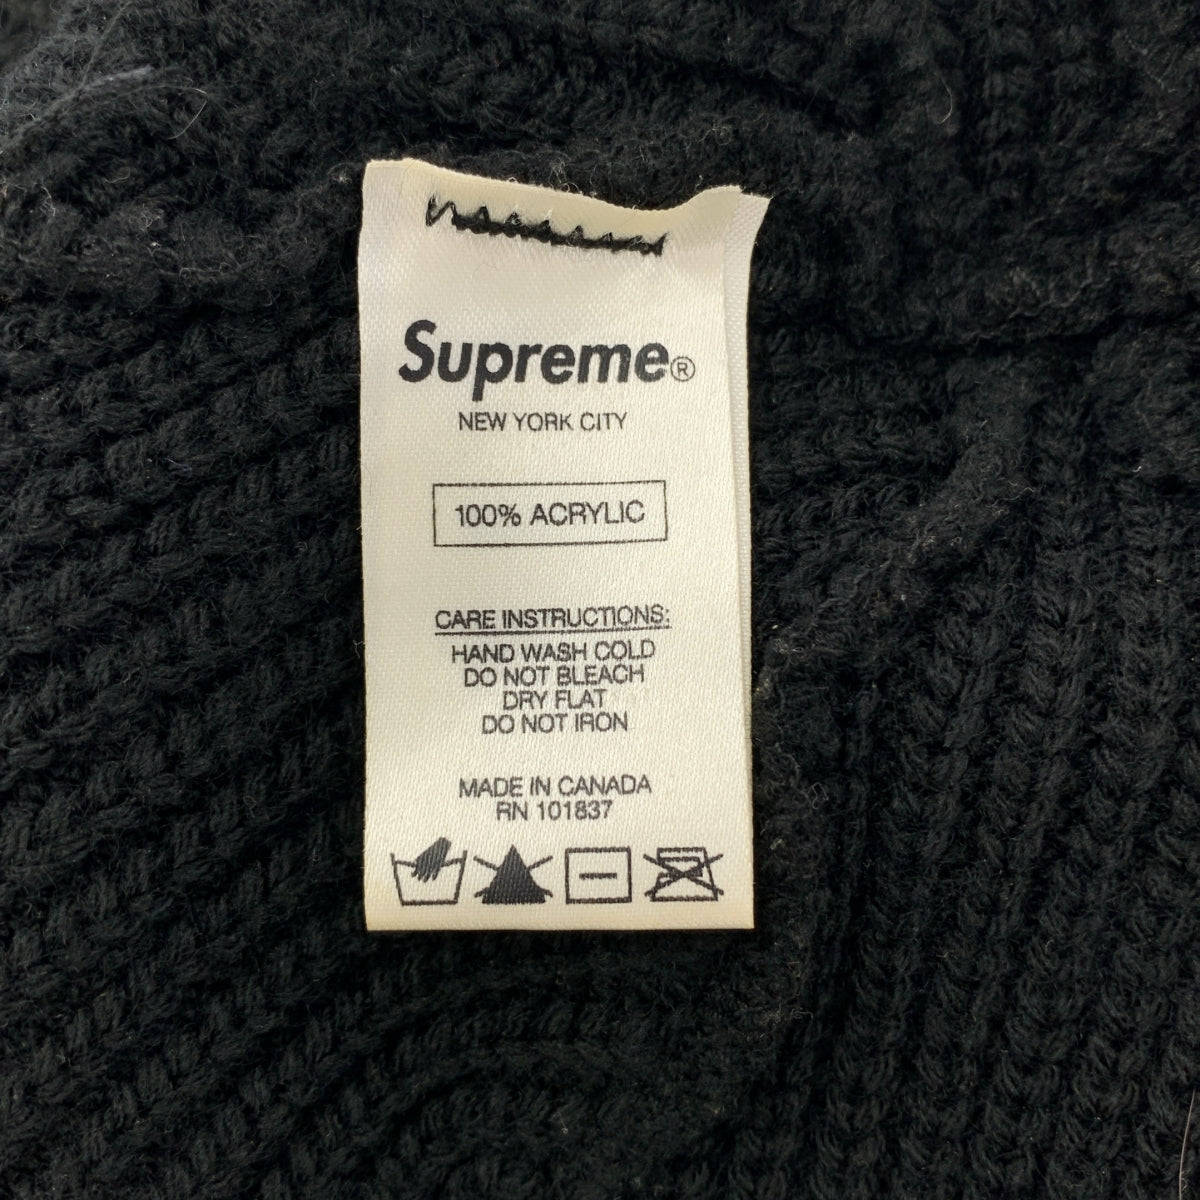 Supreme®
NEW YORK CITY
100% ACRYLIC
CARE INSTRUCTIONS:
HAND WASH COLD
DO NOT BLEACH
DRY FLAT
DO NOT IRON
MADE IN CANADA
RN 101837